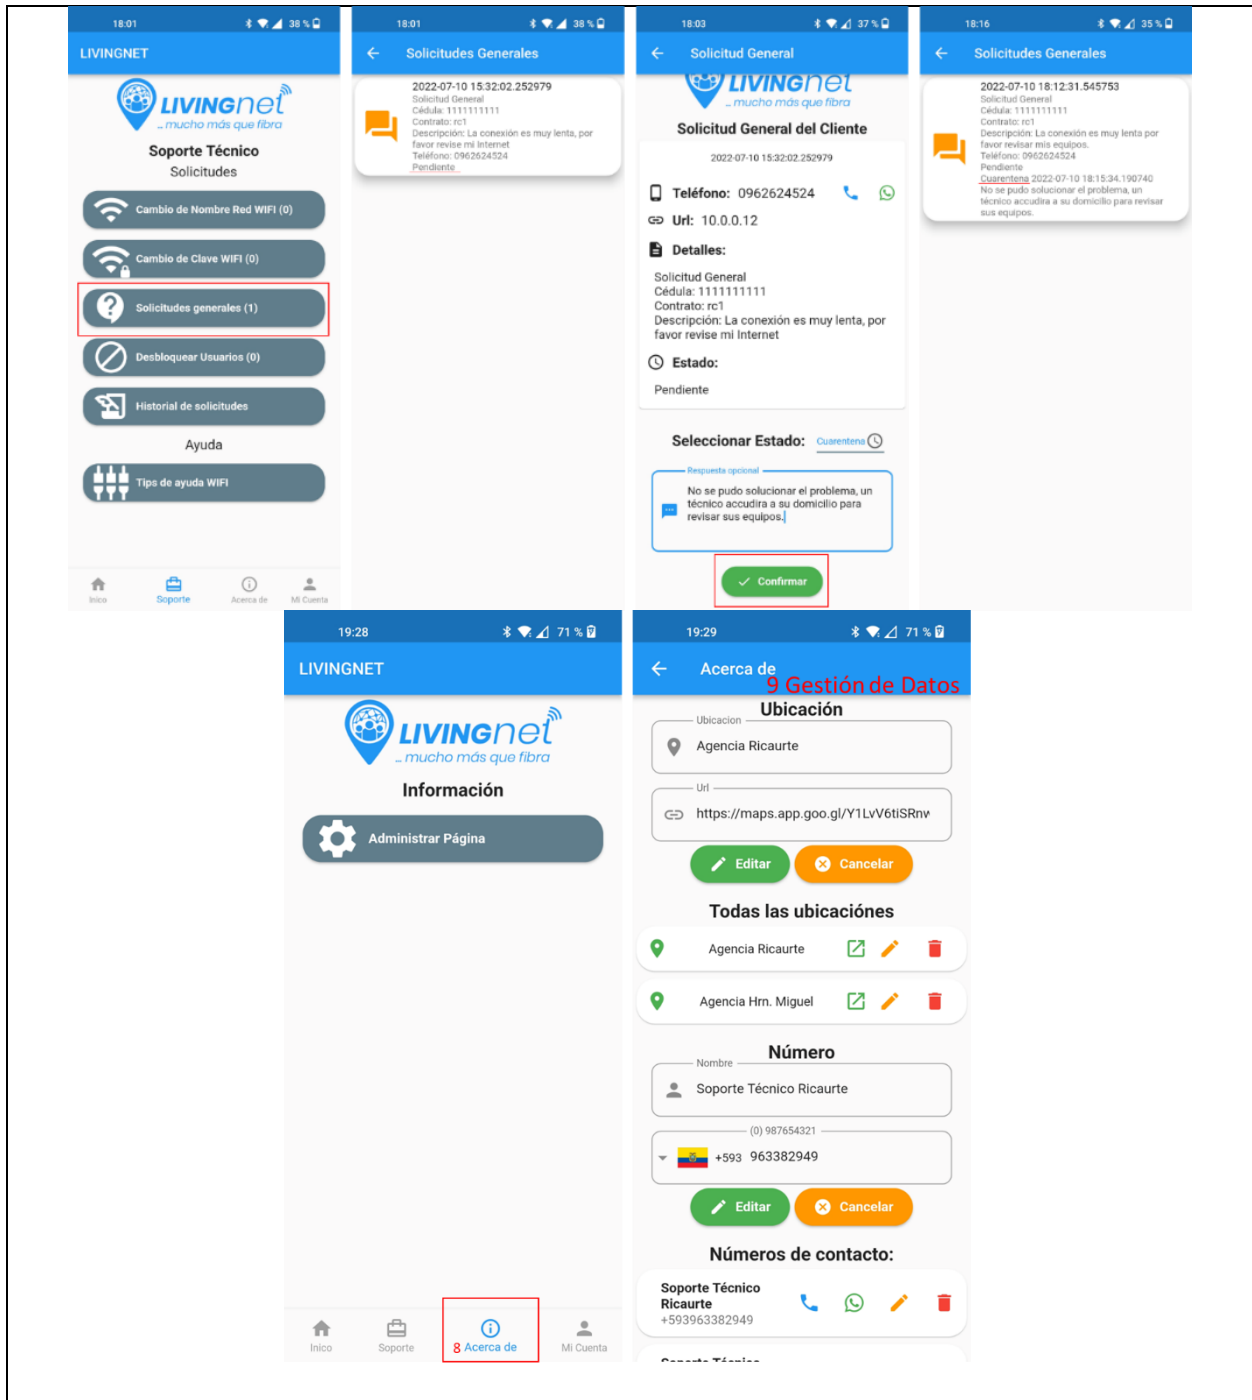 18:01
38 %
LIVINGNET
LIVINGnet
... mucho más que fibra
Soporte Técnico
Solicitudes
Cambio de Nombre Red WIFI (0)
Cambio de Clave WIFI (0)
Solicitudes generales (1)
Desbloquear Usuarios (0)
Historial de solicitudes
Ayuda
Tips de ayuda WIFI
Inico
Soporte
Acerca de
Mi Cuenta
18:01
38 %
Solicitudes Generales
2022-07-10 15:32:02.252979
Solicitud General
Cédula: 1111111111
Contrato: rc1
Descripción: La conexión es muy lenta, por
favor revise mi Internet
Teléfono: 0962624524
Pendiente
18:03
37 %
Solicitud General
LIVINGnet
... mucho más que fibra
Solicitud General del Cliente
2022-07-10 15:32:02.252979
Teléfono: 0962624524
Url: 10.0.0.12
Detalles:
Solicitud General
Cédula: 1111111111
Contrato: rc1
Descripción: La conexión es muy lenta, por
favor revise mi Internet
Estado:
Pendiente
Seleccionar Estado: Cuarentena
Respuesta opcional
No se pudo solucionar el problema, un
técnico accudira a su domicilio para
revisar sus equipos.
Confirmar
18:16
35 %
Solicitudes Generales
2022-07-10 18:12:31.545753
Solicitud General
Cédula: 1111111111
Contrato: rc1
Descripción: La conexión es muy lenta por
favor revisar mis equipos.
Teléfono: 0962624524
Pendiente
Cuarentena 2022-07-10 18:15:34.190740
No se pudo solucionar el problema, un
técnico accudira a su domicilio para revisar
sus equipos.
19:28
71 %
LIVINGNET
LIVINGnet
... mucho más que fibra
Información
Administrar Página
Inico
Soporte
8 Acerca de
Mi Cuenta
19:29
71 %
Acerca de
9 Gestión de Datos
Ubicación
Ubicacion
Agencia Ricaurte
Url
https://maps.app.goo.gl/Y1LvV6tiSRnw
Editar
Cancelar
Todas las ubicaciónes
Agencia Ricaurte
Agencia Hrn. Miguel
Número
Nombre
Soporte Técnico Ricaurte
(0) 987654321
+593 963382949
Editar
Cancelar
Números de contacto:
Soporte Técnico
Ricaurte
+593963382949
Soporte Técnico